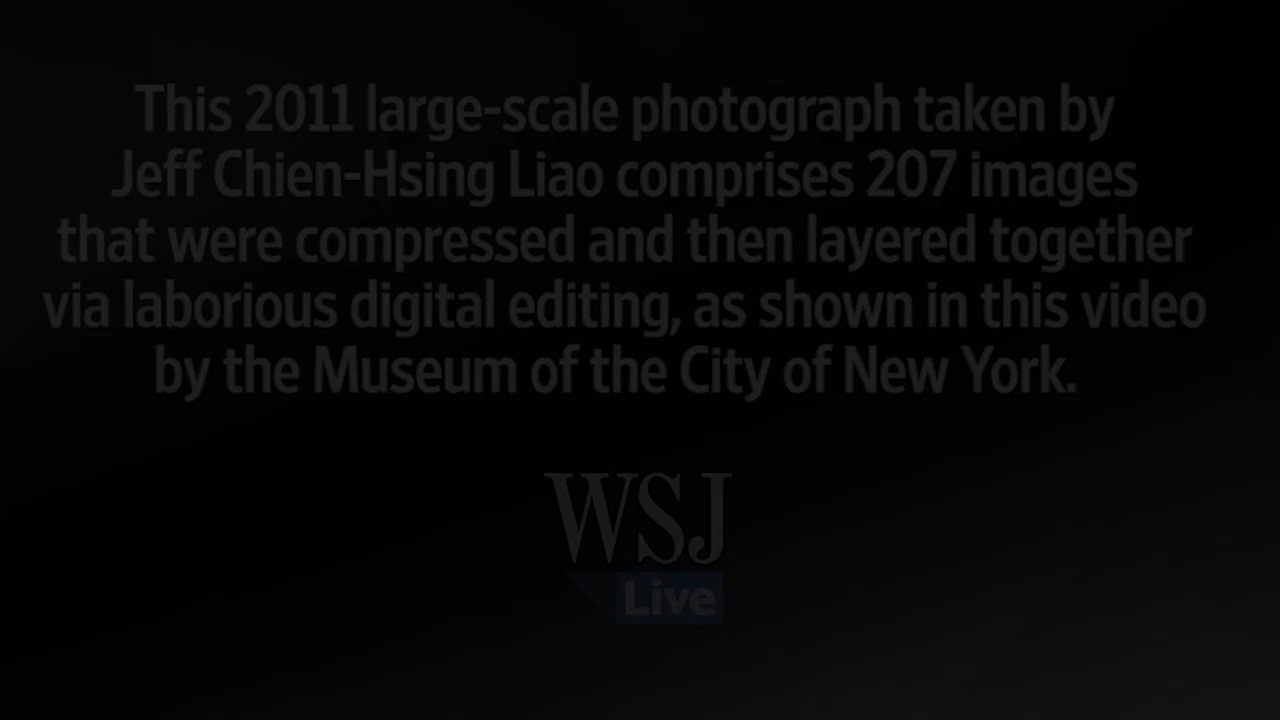 This 2011 large-scale photograph taken by
Jeff Chien-Hsing Liao comprises 207 images
that were compressed and then layered together
via laborious digital editing, as shown in this video
by the Museum of the City of New York.
WSJ
Live